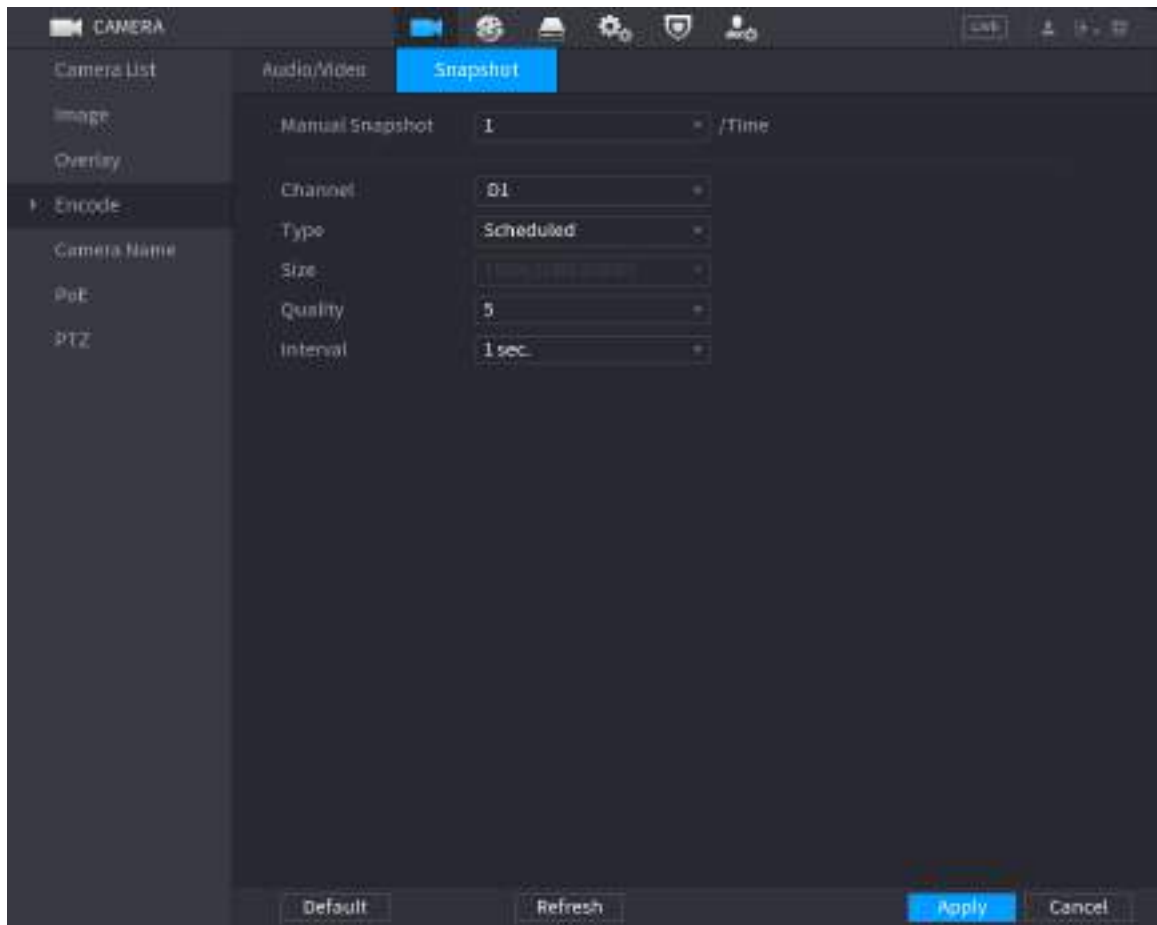 CAMERA
LIVE
Camera List
Audio/Video
Snapshot
Image
Manual Snapshot 1 /Time
Overlay
Channel D1
Encode
Type Scheduled
Camera Name
Size
PoE
Quality 5
PTZ
Interval 1 sec.
Default
Refresh
Apply
Cancel